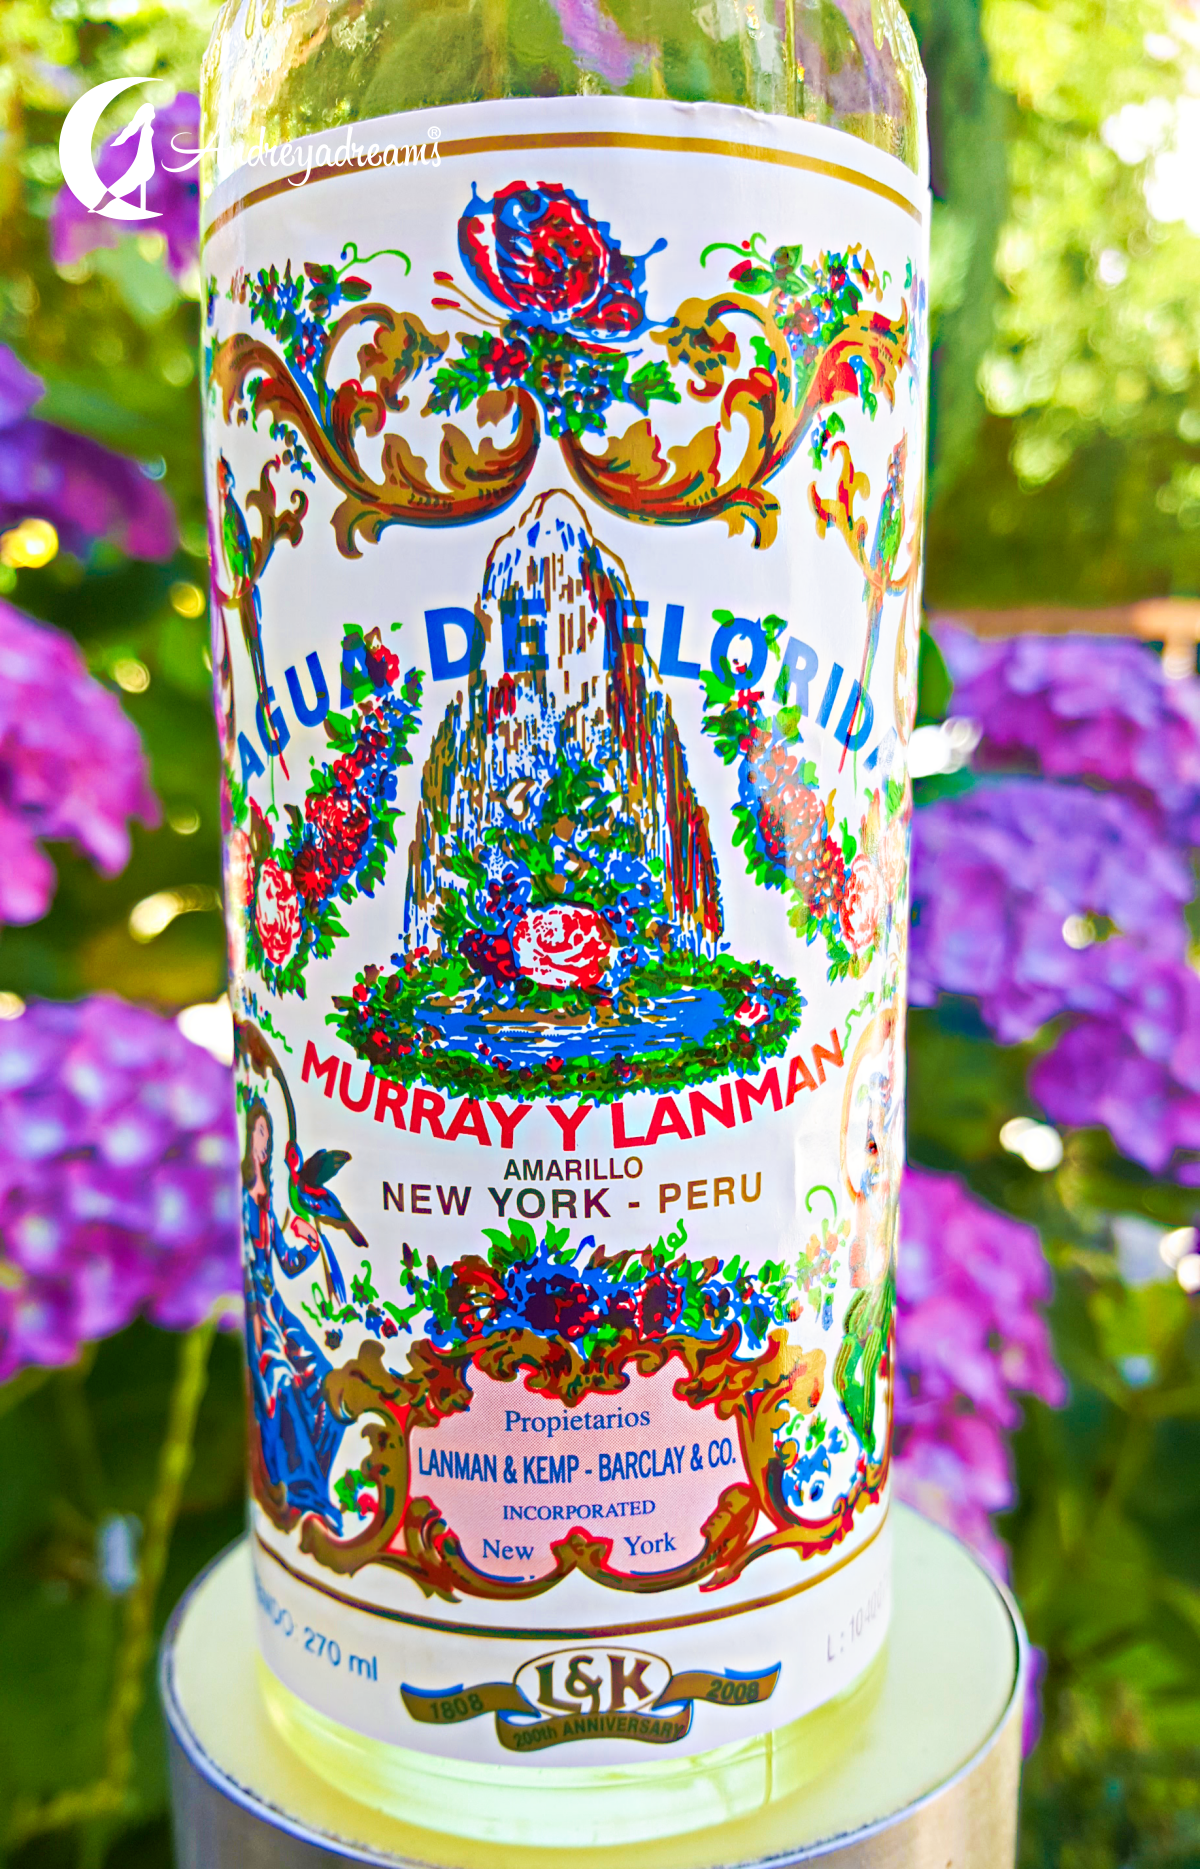 Andreyadreams®
AGUA DE FLORIDA
MURRAY Y LANMAN
AMARILLO
NEW YORK - PERU
Propietarios
LANMAN & KEMP - BARCLAY & CO.
INCORPORATED
New York
270 ml
L&K
1808 2008
200th ANNIVERSARY